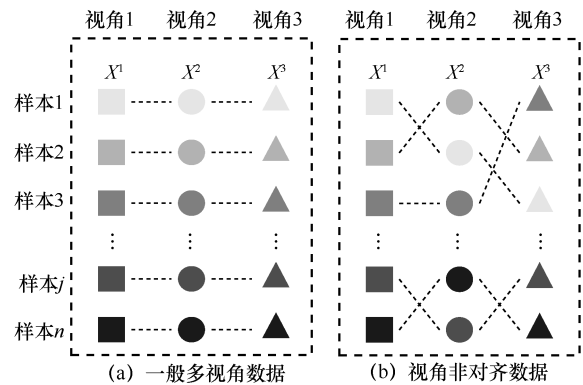 视角1 视角2 视角3 视角1 视角2 视角3
X¹ X² X³ X¹ X² X³
样本1
样本2
样本3
⋮ ⋮ ⋮ ⋮ ⋮ ⋮
样本j
样本n
(a) 一般多视角数据 (b) 视角非对齐数据